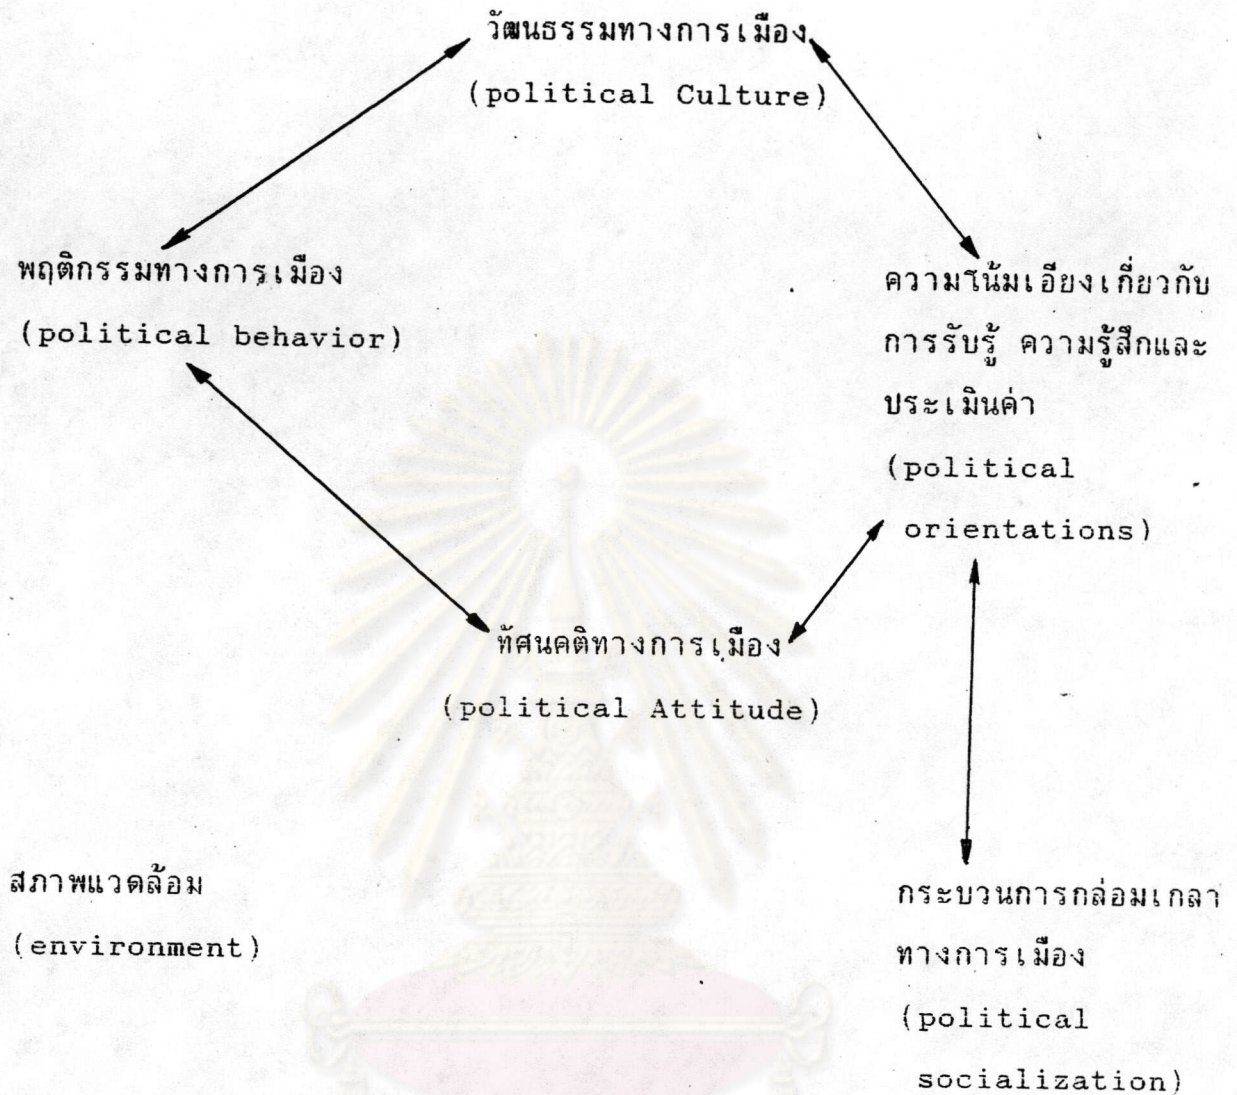 วัฒนธรรมทางการเมือง
(political Culture)
พฤติกรรมทางการเมือง
(political behavior)
ความโน้มเอียงเกี่ยวกับ
การรับรู้ ความรู้สึกและ
ประเมินค่า
(political
orientations)
ทัศนคติทางการเมือง
(political Attitude)
สภาพแวดล้อม
(environment)
กระบวนการกล่อมเกลา
ทางการเมือง
(political
socialization)